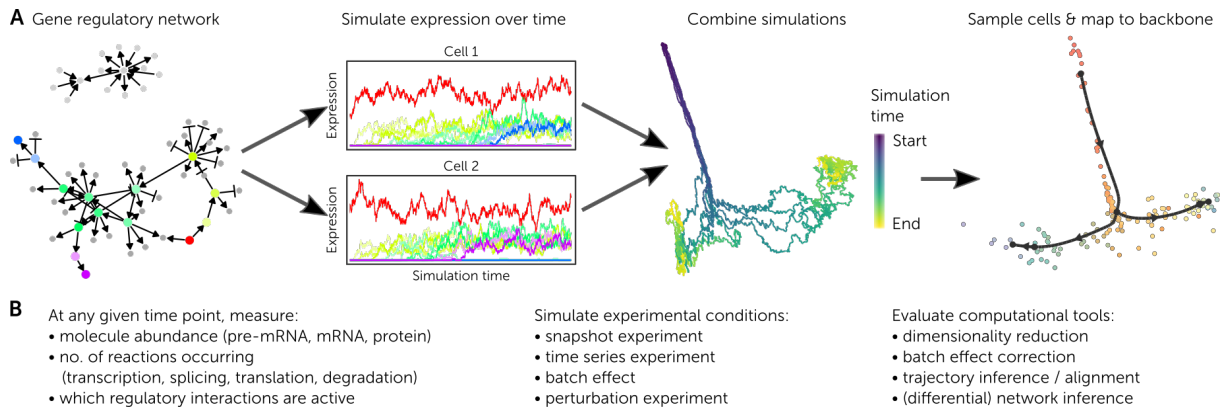 A Gene regulatory network
Simulate expression over time
Combine simulations
Sample cells & map to backbone
Cell 1
Expression
Cell 2
Expression
Simulation time
Simulation
time
Start
End
B
At any given time point, measure:
• molecule abundance (pre-mRNA, mRNA, protein)
• no. of reactions occurring
(transcription, splicing, translation, degradation)
• which regulatory interactions are active
Simulate experimental conditions:
• snapshot experiment
• time series experiment
• batch effect
• perturbation experiment
Evaluate computational tools:
• dimensionality reduction
• batch effect correction
• trajectory inference / alignment
• (differential) network inference